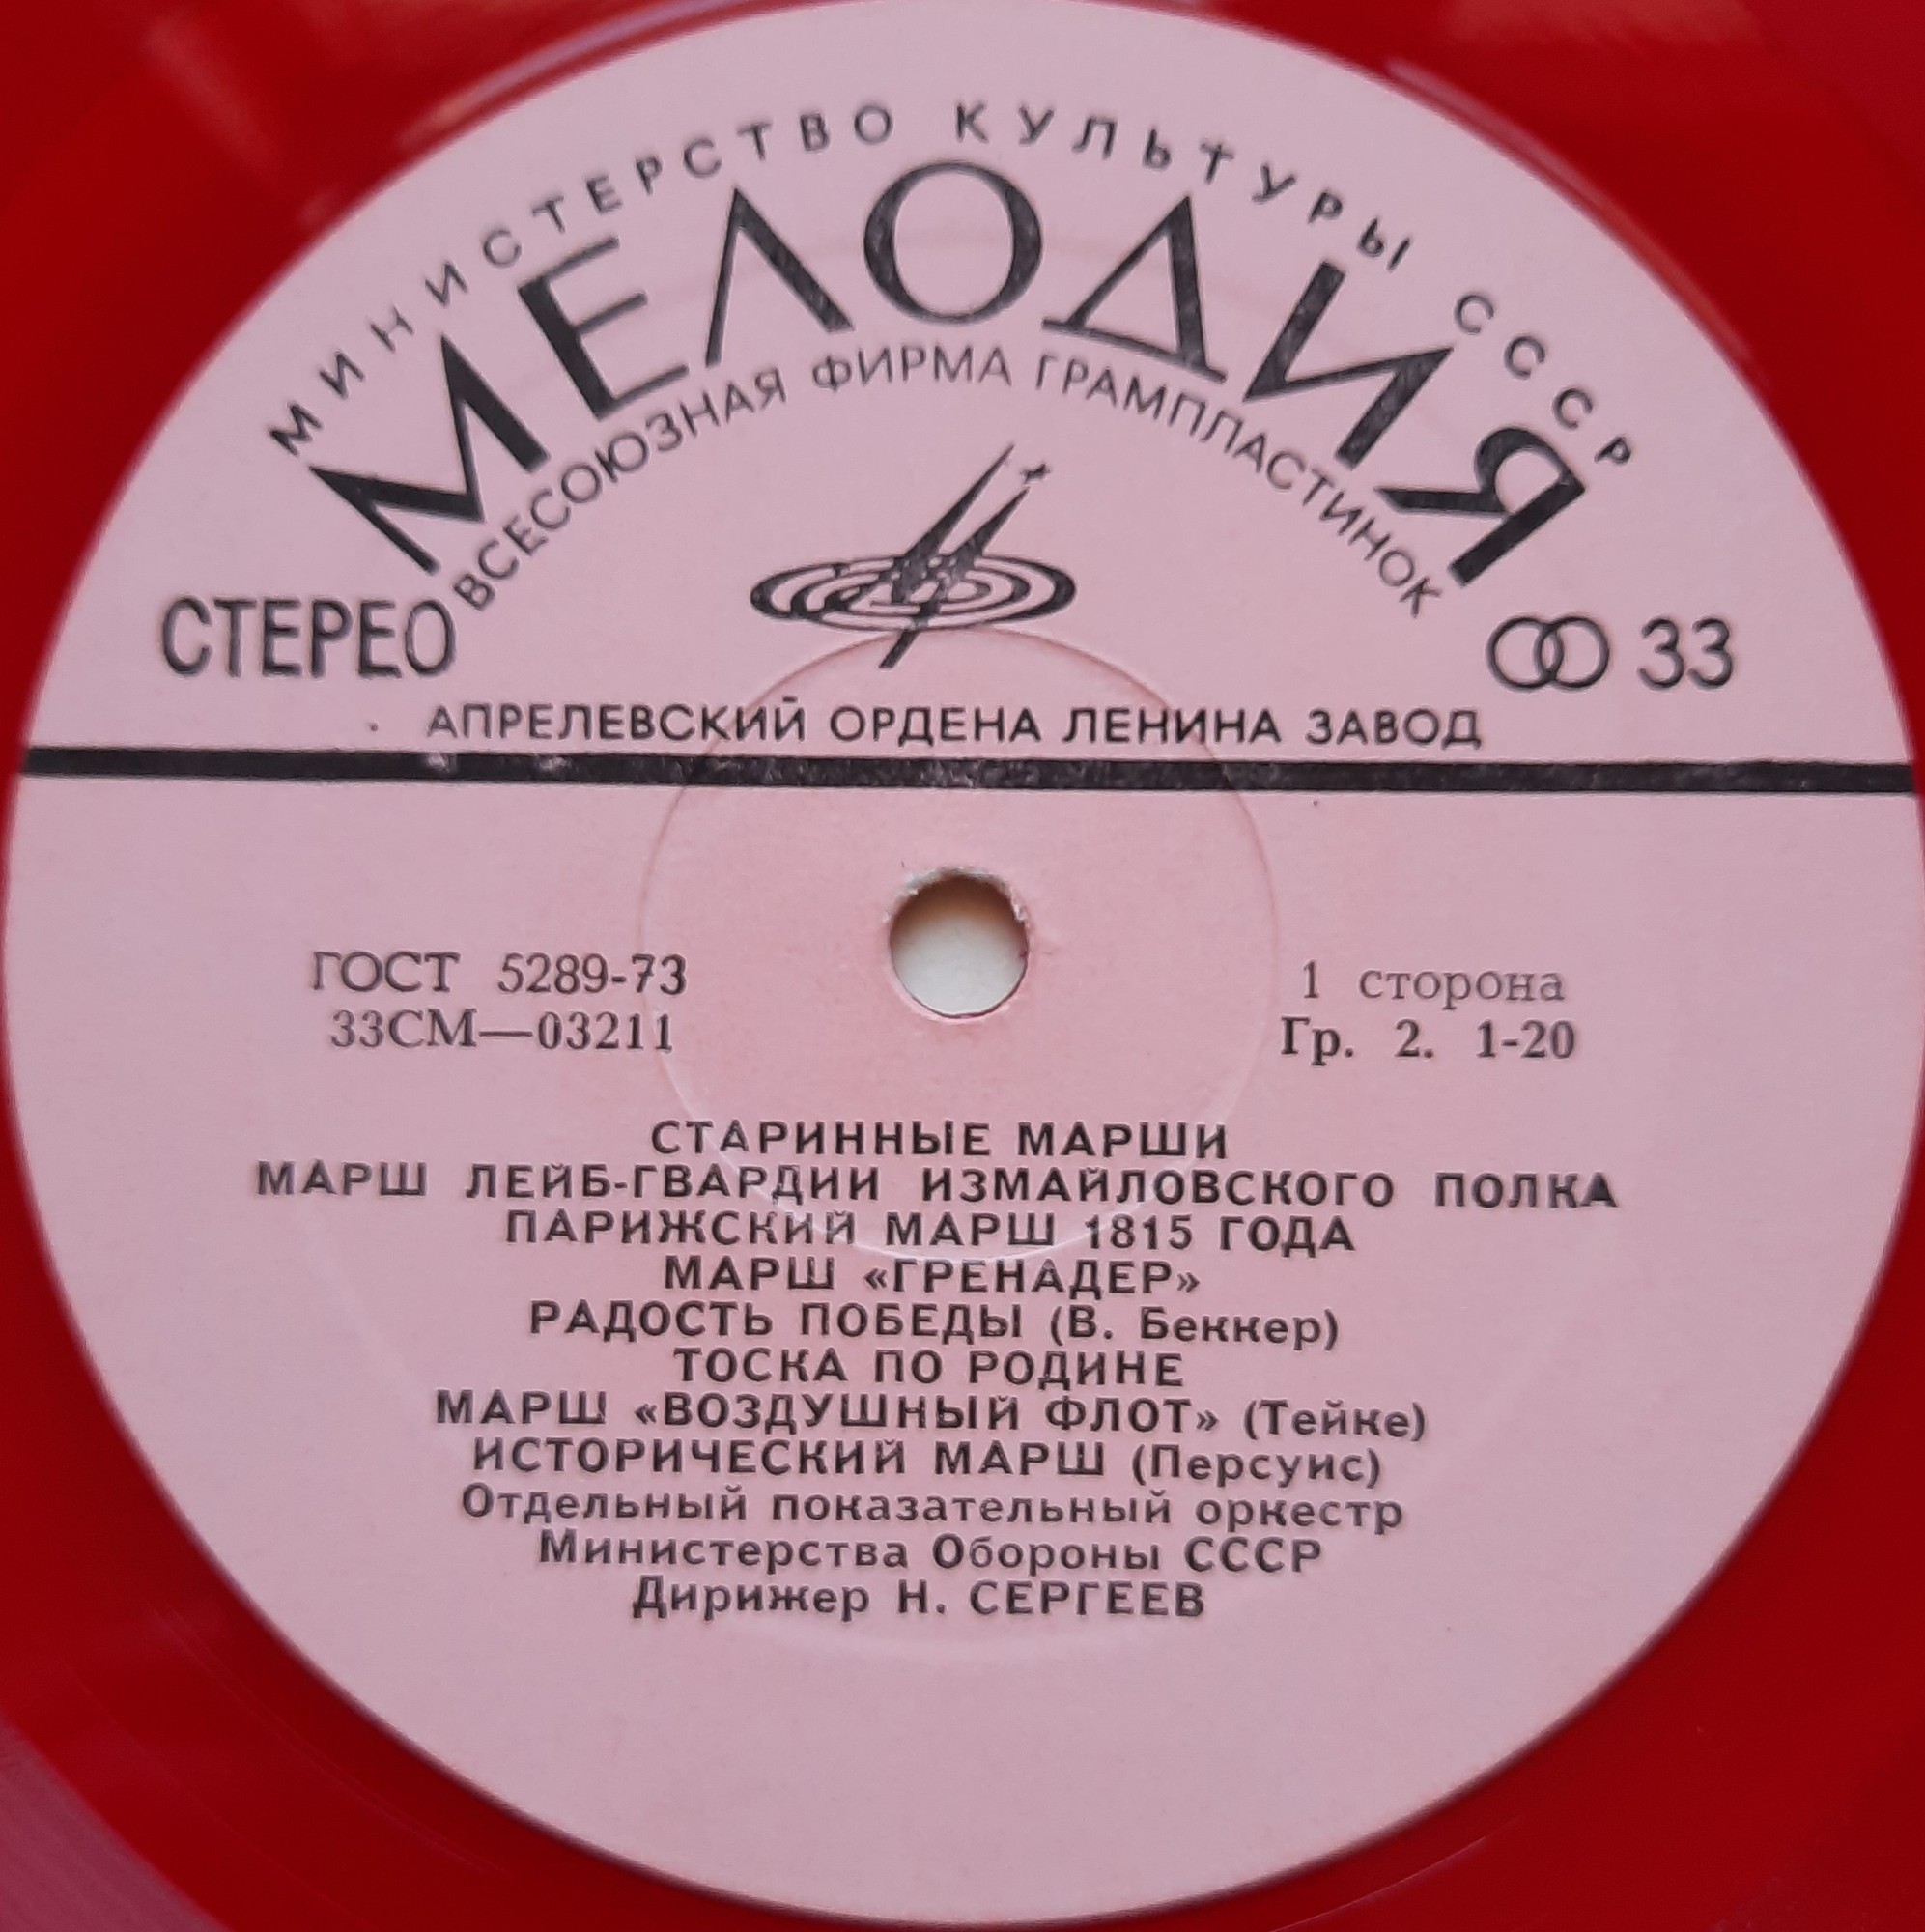 МИНИСТЕРСТВО КУЛЬТУРЫ СССР
МЕЛОДИЯ
ВСЕСОЮЗНАЯ ФИРМА ГРАМПЛАСТИНОК
СТЕРЕО
33
АПРЕЛЕВСКИЙ ОРДЕНА ЛЕНИНА ЗАВОД
ГОСТ 5289-73
33СМ—03211
1 сторона
Гр. 2. 1-20
СТАРИННЫЕ МАРШИ
МАРШ ЛЕЙБ-ГВАРДИИ ИЗМАЙЛОВСКОГО ПОЛКА
ПАРИЖСКИЙ МАРШ 1815 ГОДА
МАРШ «ГРЕНАДЕР»
РАДОСТЬ ПОБЕДЫ (В. Беккер)
ТОСКА ПО РОДИНЕ
МАРШ «ВОЗДУШНЫЙ ФЛОТ» (Тейке)
ИСТОРИЧЕСКИЙ МАРШ (Персуис)
Отдельный показательный оркестр
Министерства Обороны СССР
Дирижер Н. СЕРГЕЕВ